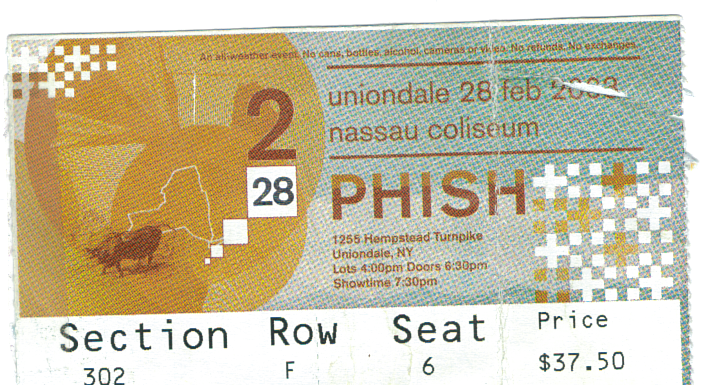 An all-weather event. No cans, bottles, alcohol, cameras or video. No refunds. No exchanges.
2
28
uniondale 28 feb
nassau coliseum
PHISH
1255 Hempstead Turnpike
Uniondale, NY
Lots 4:00pm Doors 6:30pm
Showtime 7:30pm
Section Row Seat Price
302 F 6 $37.50